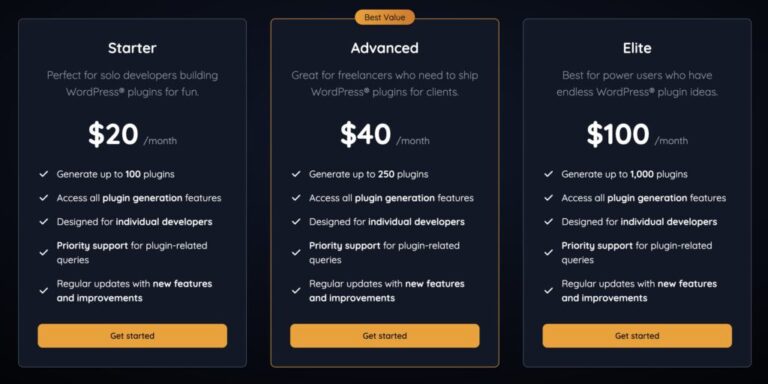 Starter
Perfect for solo developers building
WordPress® plugins for fun.
$20 /month
Generate up to 100 plugins
Access all plugin generation features
Designed for individual developers
Priority support for plugin-related
queries
Regular updates with new features
and improvements
Get started
Best Value
Advanced
Great for freelancers who need to ship
WordPress® plugins for clients.
$40 /month
Generate up to 250 plugins
Access all plugin generation features
Designed for individual developers
Priority support for plugin-related
queries
Regular updates with new features
and improvements
Get started
Elite
Best for power users who have
endless WordPress® plugin ideas.
$100 /month
Generate up to 1,000 plugins
Access all plugin generation features
Designed for individual developers
Priority support for plugin-related
queries
Regular updates with new features
and improvements
Get started